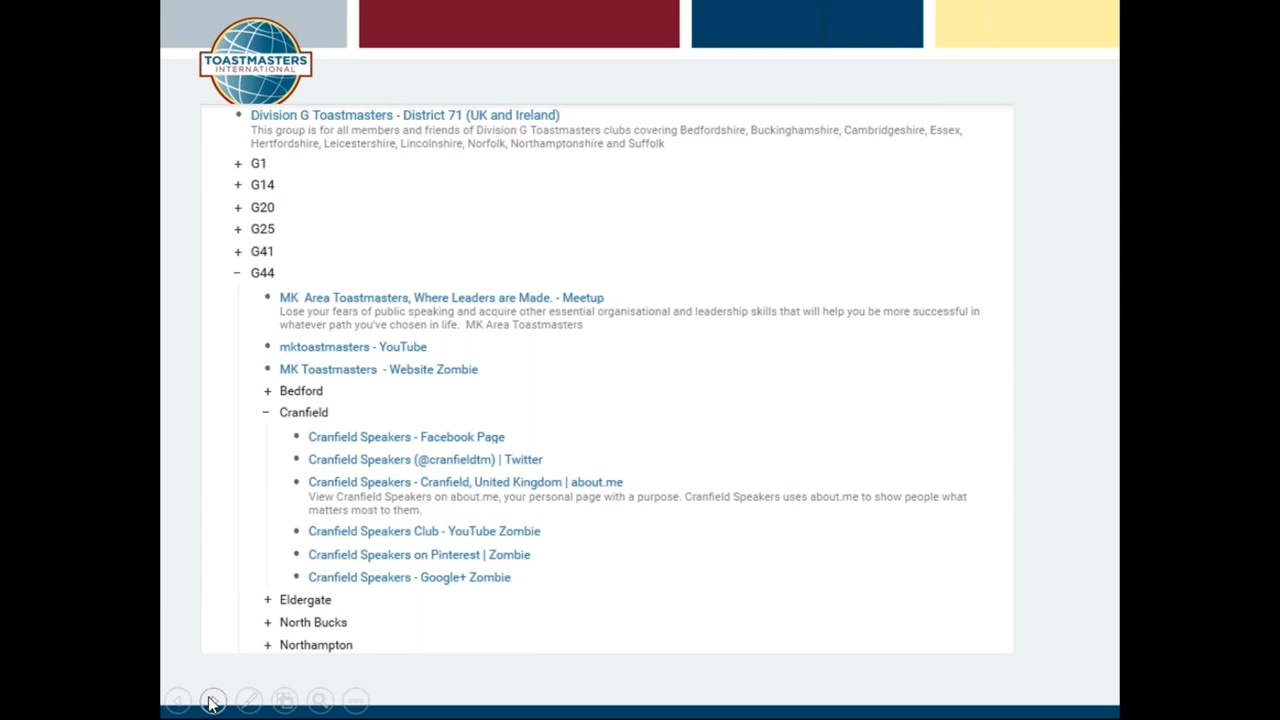 TOASTMASTERS
INTERNATIONAL
Division G Toastmasters - District 71 (UK and Ireland)
This group is for all members and friends of Division G Toastmasters clubs covering Bedfordshire, Buckinghamshire, Cambridgeshire, Essex,
Hertfordshire, Leicestershire, Lincolnshire, Norfolk, Northamptonshire and Suffolk
+ G1
+ G14
+ G20
+ G25
+ G41
− G44
MK Area Toastmasters, Where Leaders are Made. - Meetup
Lose your fears of public speaking and acquire other essential organisational and leadership skills that will help you be more successful in
whatever path you've chosen in life. MK Area Toastmasters
mktoastmasters - YouTube
MK Toastmasters - Website Zombie
+ Bedford
− Cranfield
Cranfield Speakers - Facebook Page
Cranfield Speakers (@cranfieldtm) | Twitter
Cranfield Speakers - Cranfield, United Kingdom | about.me
View Cranfield Speakers on about.me, your personal page with a purpose. Cranfield Speakers uses about.me to show people what
matters most to them.
Cranfield Speakers Club - YouTube Zombie
Cranfield Speakers on Pinterest | Zombie
Cranfield Speakers - Google+ Zombie
+ Eldergate
+ North Bucks
+ Northampton